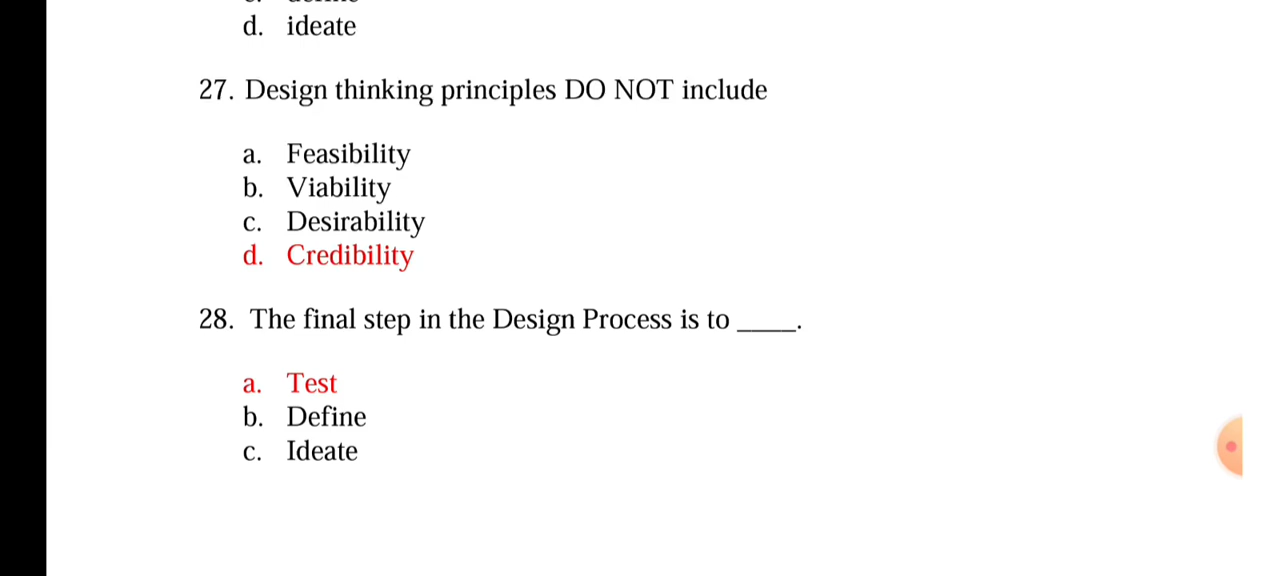 d. ideate
27. Design thinking principles DO NOT include
a. Feasibility
b. Viability
c. Desirability
d. Credibility
28. The final step in the Design Process is to _____.
a. Test
b. Define
c. Ideate